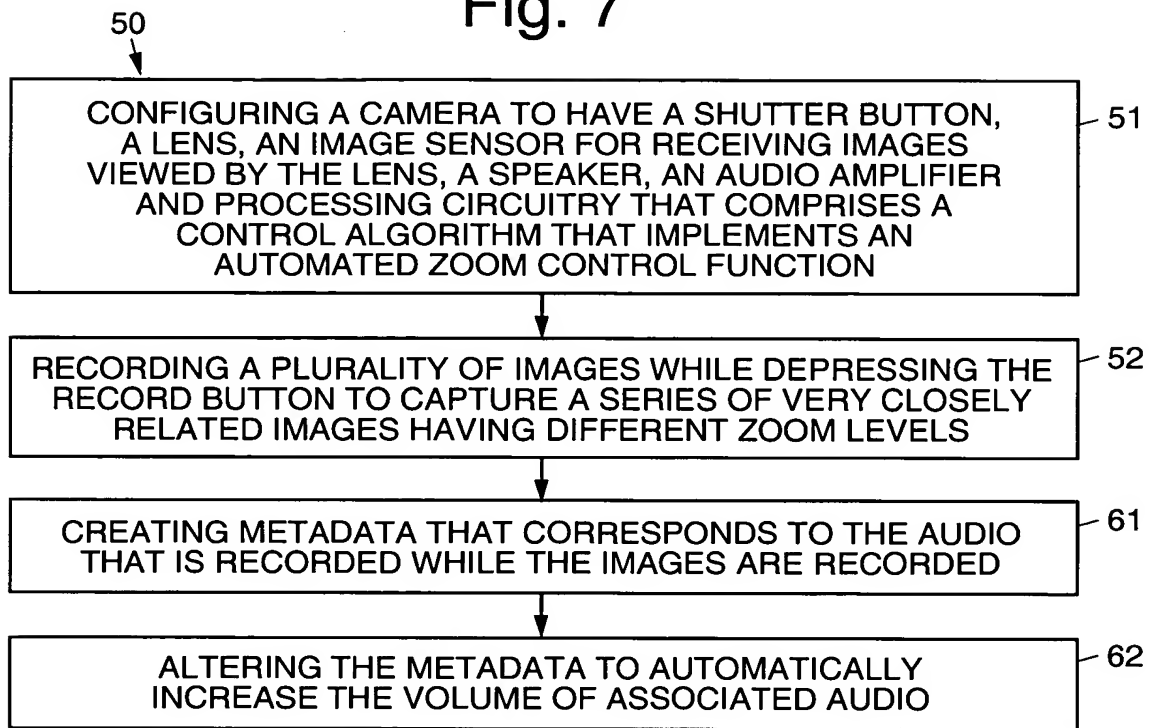 Fig. 7
50
CONFIGURING A CAMERA TO HAVE A SHUTTER BUTTON,
A LENS, AN IMAGE SENSOR FOR RECEIVING IMAGES
VIEWED BY THE LENS, A SPEAKER, AN AUDIO AMPLIFIER
AND PROCESSING CIRCUITRY THAT COMPRISES A
CONTROL ALGORITHM THAT IMPLEMENTS AN
AUTOMATED ZOOM CONTROL FUNCTION
51
RECORDING A PLURALITY OF IMAGES WHILE DEPRESSING THE
RECORD BUTTON TO CAPTURE A SERIES OF VERY CLOSELY
RELATED IMAGES HAVING DIFFERENT ZOOM LEVELS
52
CREATING METADATA THAT CORRESPONDS TO THE AUDIO
THAT IS RECORDED WHILE THE IMAGES ARE RECORDED
61
ALTERING THE METADATA TO AUTOMATICALLY
INCREASE THE VOLUME OF ASSOCIATED AUDIO
62